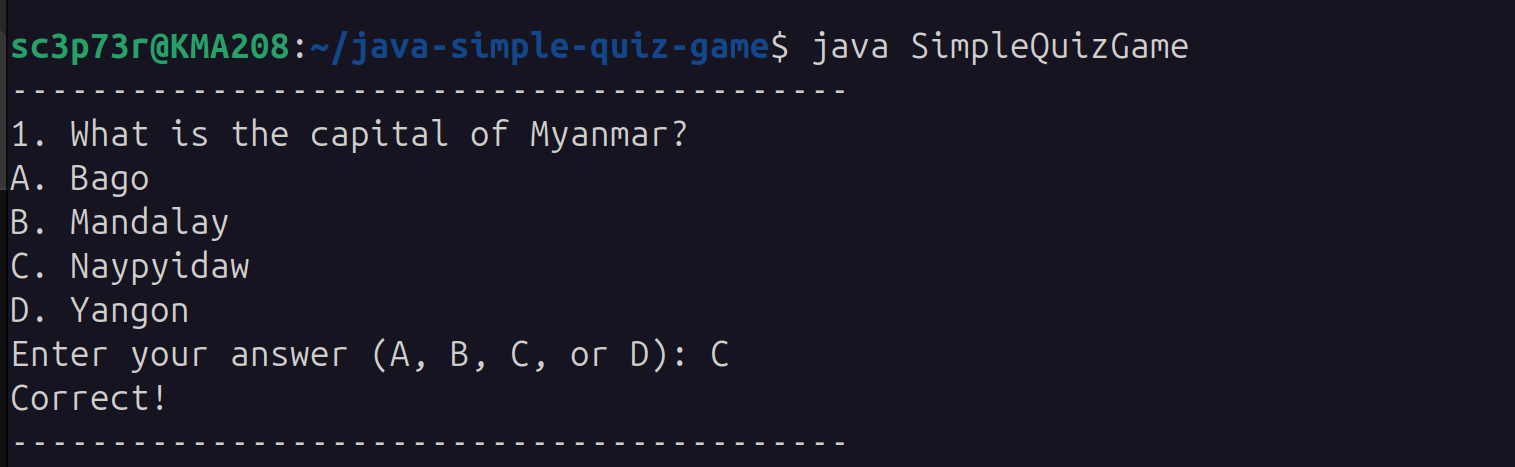 sc3p73r@KMA208:~/java-simple-quiz-game$ java SimpleQuizGame
------------------------------------------
1. What is the capital of Myanmar?
A. Bago
B. Mandalay
C. Naypyidaw
D. Yangon
Enter your answer (A, B, C, or D): C
Correct!
------------------------------------------